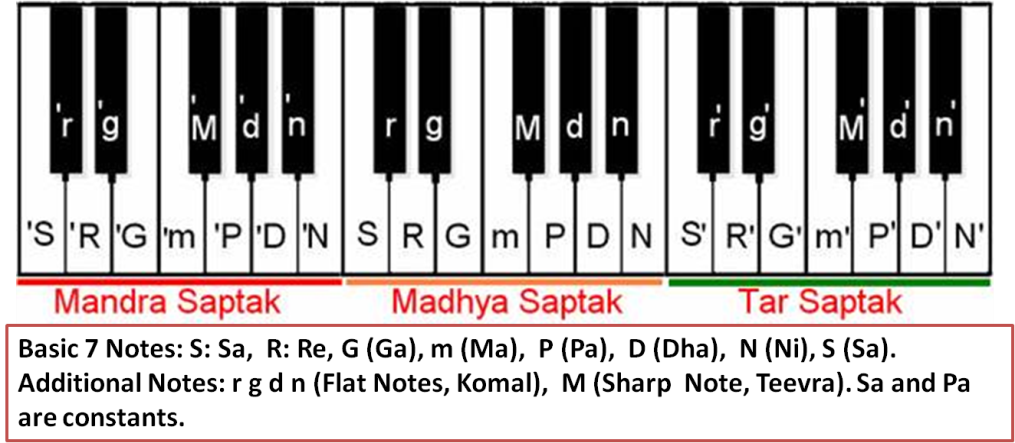 'r 'g 'M 'd 'n r g M d n r' g' M' d' n'
'S 'R 'G 'm 'P 'D 'N S R G m P D N S' R' G' m' P' D' N'
Mandra Saptak Madhya Saptak Tar Saptak
Basic 7 Notes: S: Sa, R: Re, G (Ga), m (Ma), P (Pa), D (Dha), N (Ni), S (Sa).
Additional Notes: r g d n (Flat Notes, Komal), M (Sharp Note, Teevra). Sa and Pa
are constants.